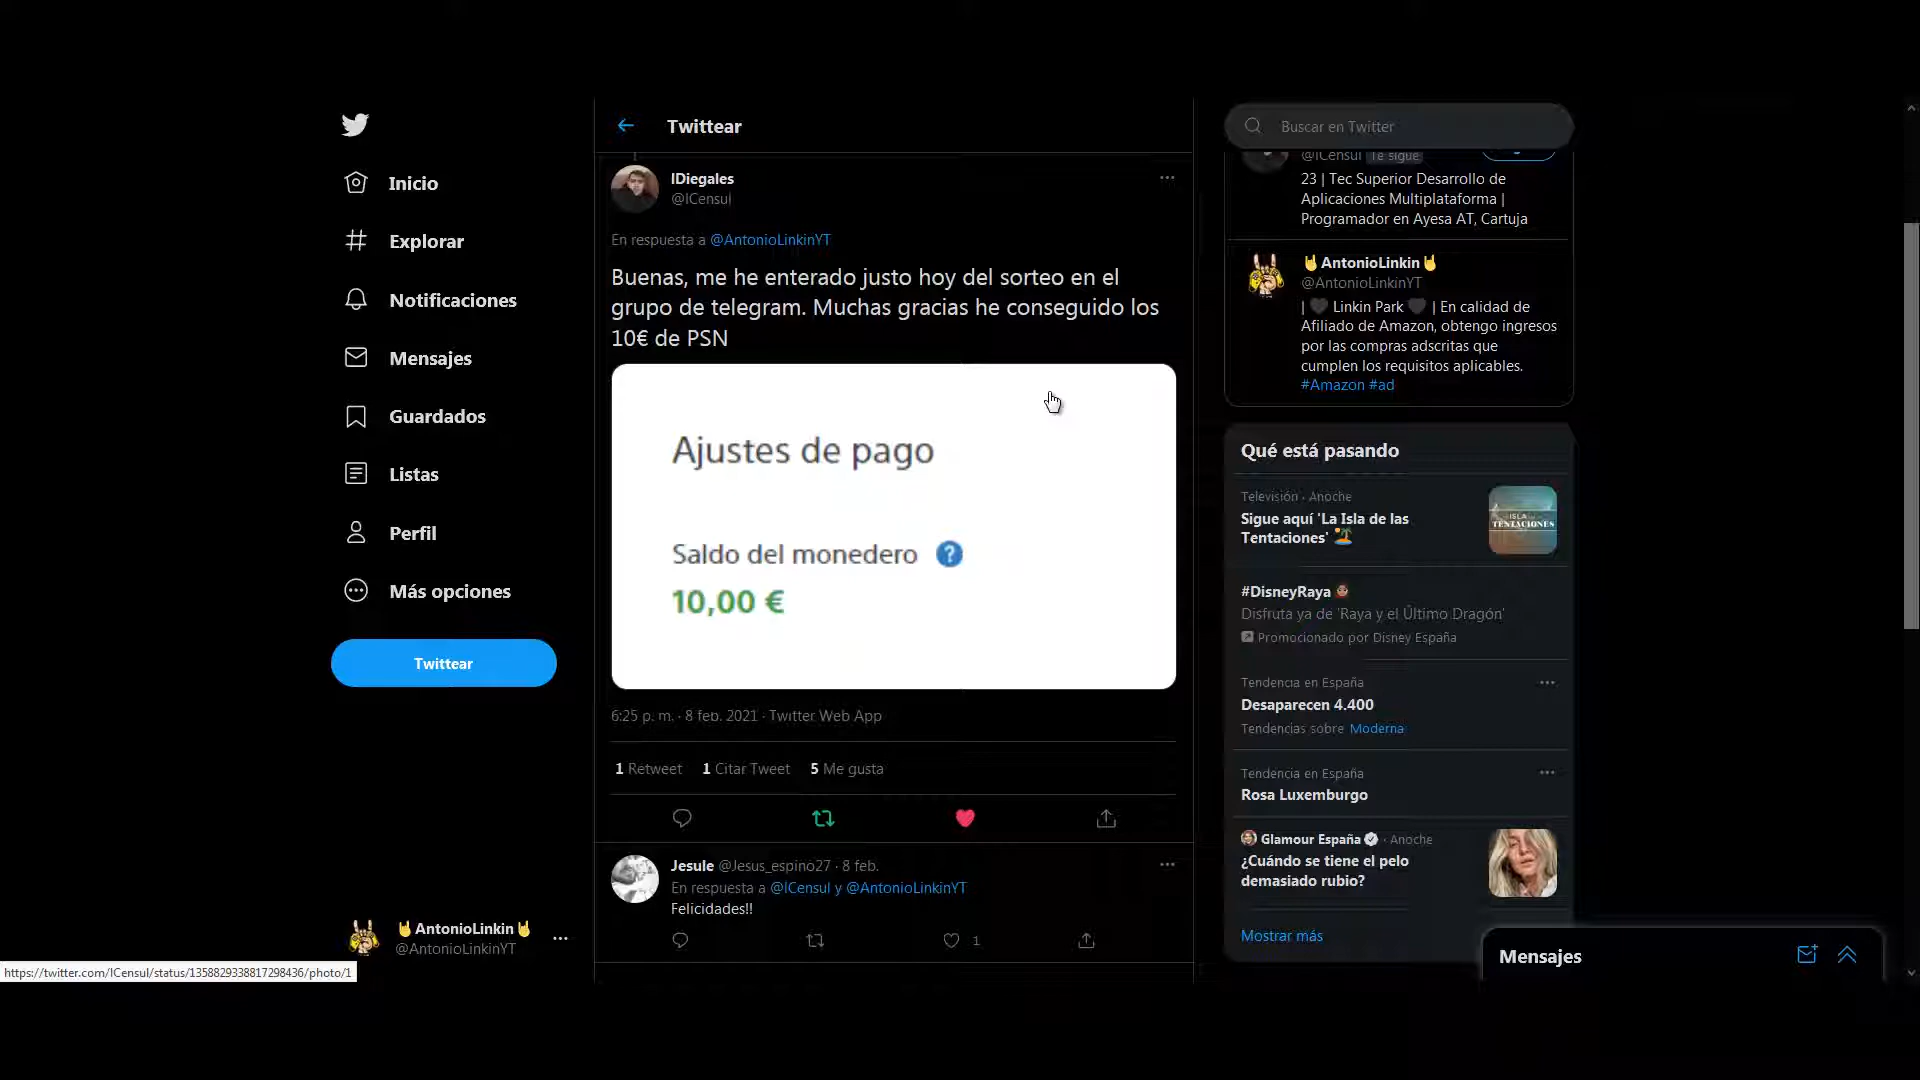 Inicio
Explorar
Notificaciones
Mensajes
Guardados
Listas
Perfil
Más opciones
Twittear
🤘AntonioLinkin🤘
@AntonioLinkinYT
https://twitter.com/ICensul/status/1358829338817298436/photo/1
Twittear
IDiegales
@ICensul
En respuesta a @AntonioLinkinYT
Buenas, me he enterado justo hoy del sorteo en el
grupo de telegram. Muchas gracias he conseguido los
10€ de PSN
Ajustes de pago
Saldo del monedero ?
10,00 €
6:25 p. m. · 8 feb. 2021 · Twitter Web App
1 Retweet 1 Citar Tweet 5 Me gusta
Jesule @Jesus_espino27 · 8 feb.
En respuesta a @ICensul y @AntonioLinkinYT
Felicidades!!
1
Buscar en Twitter
@ICensul Te sigue
23 | Tec Superior Desarrollo de
Aplicaciones Multiplataforma |
Programador en Ayesa AT, Cartuja
🤘AntonioLinkin🤘
@AntonioLinkinYT
| 🖤 Linkin Park 🖤 | En calidad de
Afiliado de Amazon, obtengo ingresos
por las compras adscritas que
cumplen los requisitos aplicables.
#Amazon #ad
Qué está pasando
Televisión · Anoche
Sigue aquí 'La Isla de las
Tentaciones' 🏝️
ISLA
TENTACIONES
#DisneyRaya
Disfruta ya de 'Raya y el Último Dragón'
Promocionado por Disney España
Tendencia en España
Desaparecen 4.400
Tendencias sobre Moderna
Tendencia en España
Rosa Luxemburgo
Glamour España · Anoche
¿Cuándo se tiene el pelo
demasiado rubio?
Mostrar más
Mensajes